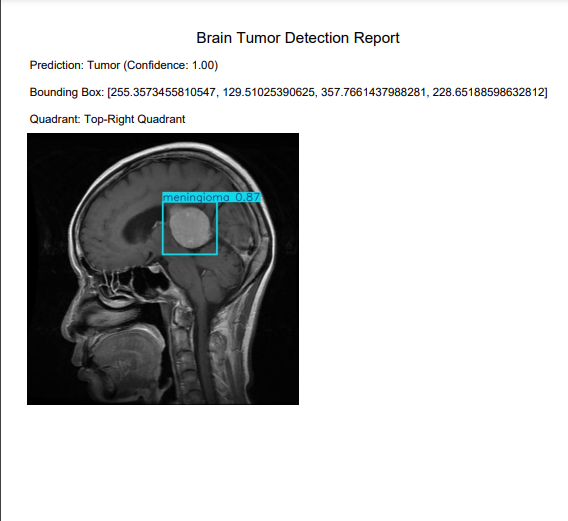 Brain Tumor Detection Report
Prediction: Tumor (Confidence: 1.00)
Bounding Box: [255.3573455810547, 129.51025390625, 357.7661437988281, 228.65188598632812]
Quadrant: Top-Right Quadrant
meningioma 0.87